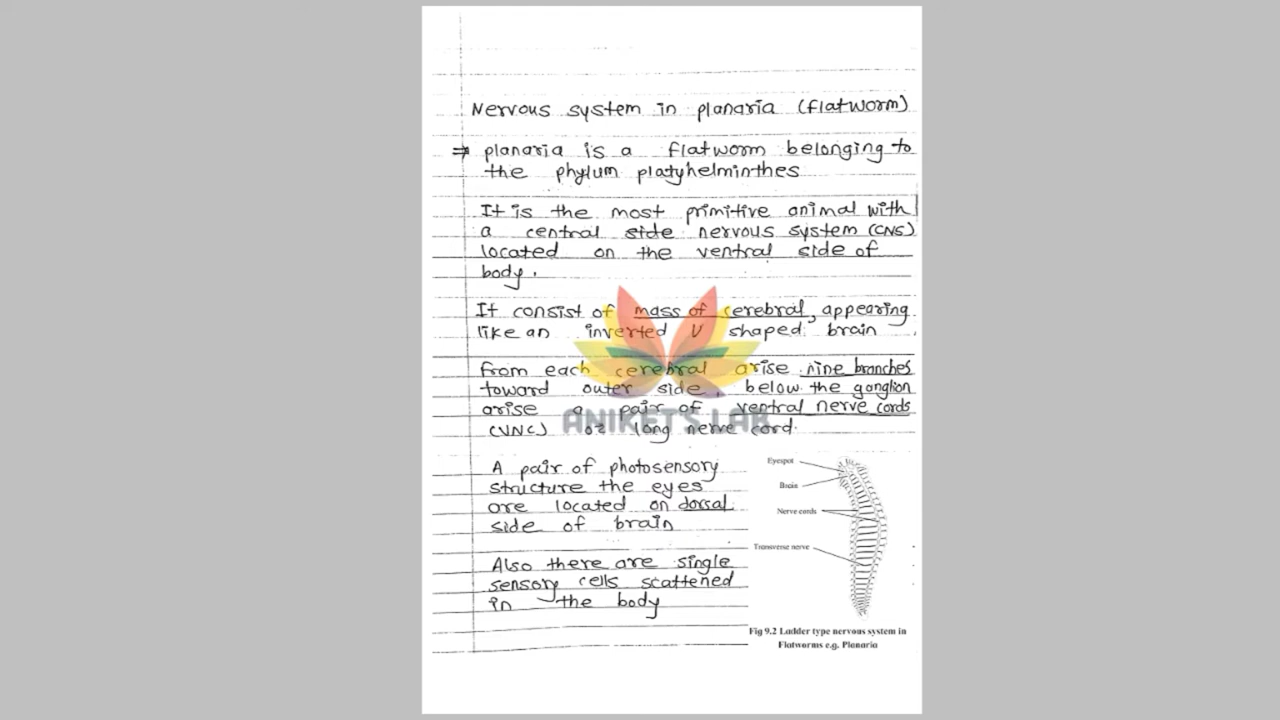 Nervous system in planaria (flatworm)
⇒ planaria is a flatworm belonging to
the phylum platyhelminthes
It is the most primitive animal with
a central side nervous system (CNS)
located on the ventral side of
body.
It consist of mass of cerebral, appearing
like an inverted V shaped brain
from each cerebral arise nine branches
toward outer side below the ganglion
arise a pair of ventral nerve cords
(VNC) or long nerve cord.
ANIKETS LAB
A pair of photosensory
structure the eyes
are located on dorsal
side of brain
Also there are single
sensory cells scattened
in the body
Eyespot
Brain
Nerve cords
Transverse nerve
Fig 9.2 Ladder type nervous system in
Flatworms e.g. Planaria